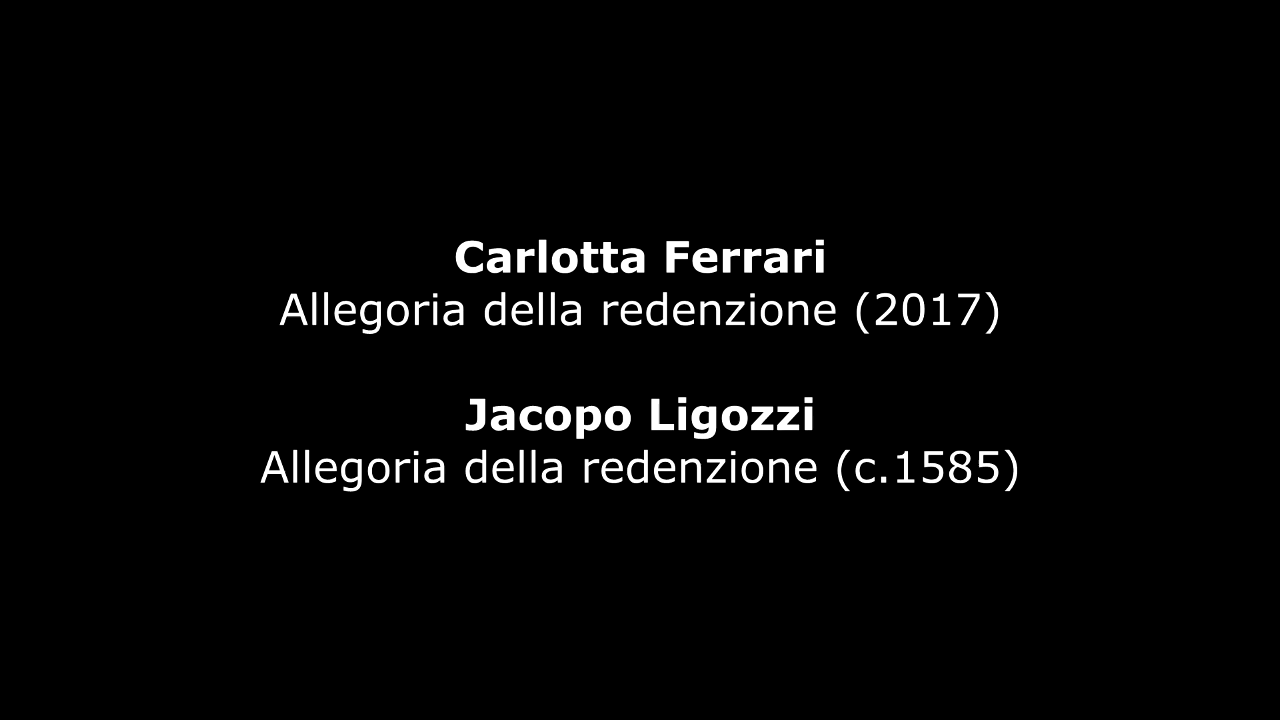 Carlotta Ferrari
Allegoria della redenzione (2017)
Jacopo Ligozzi
Allegoria della redenzione (c.1585)